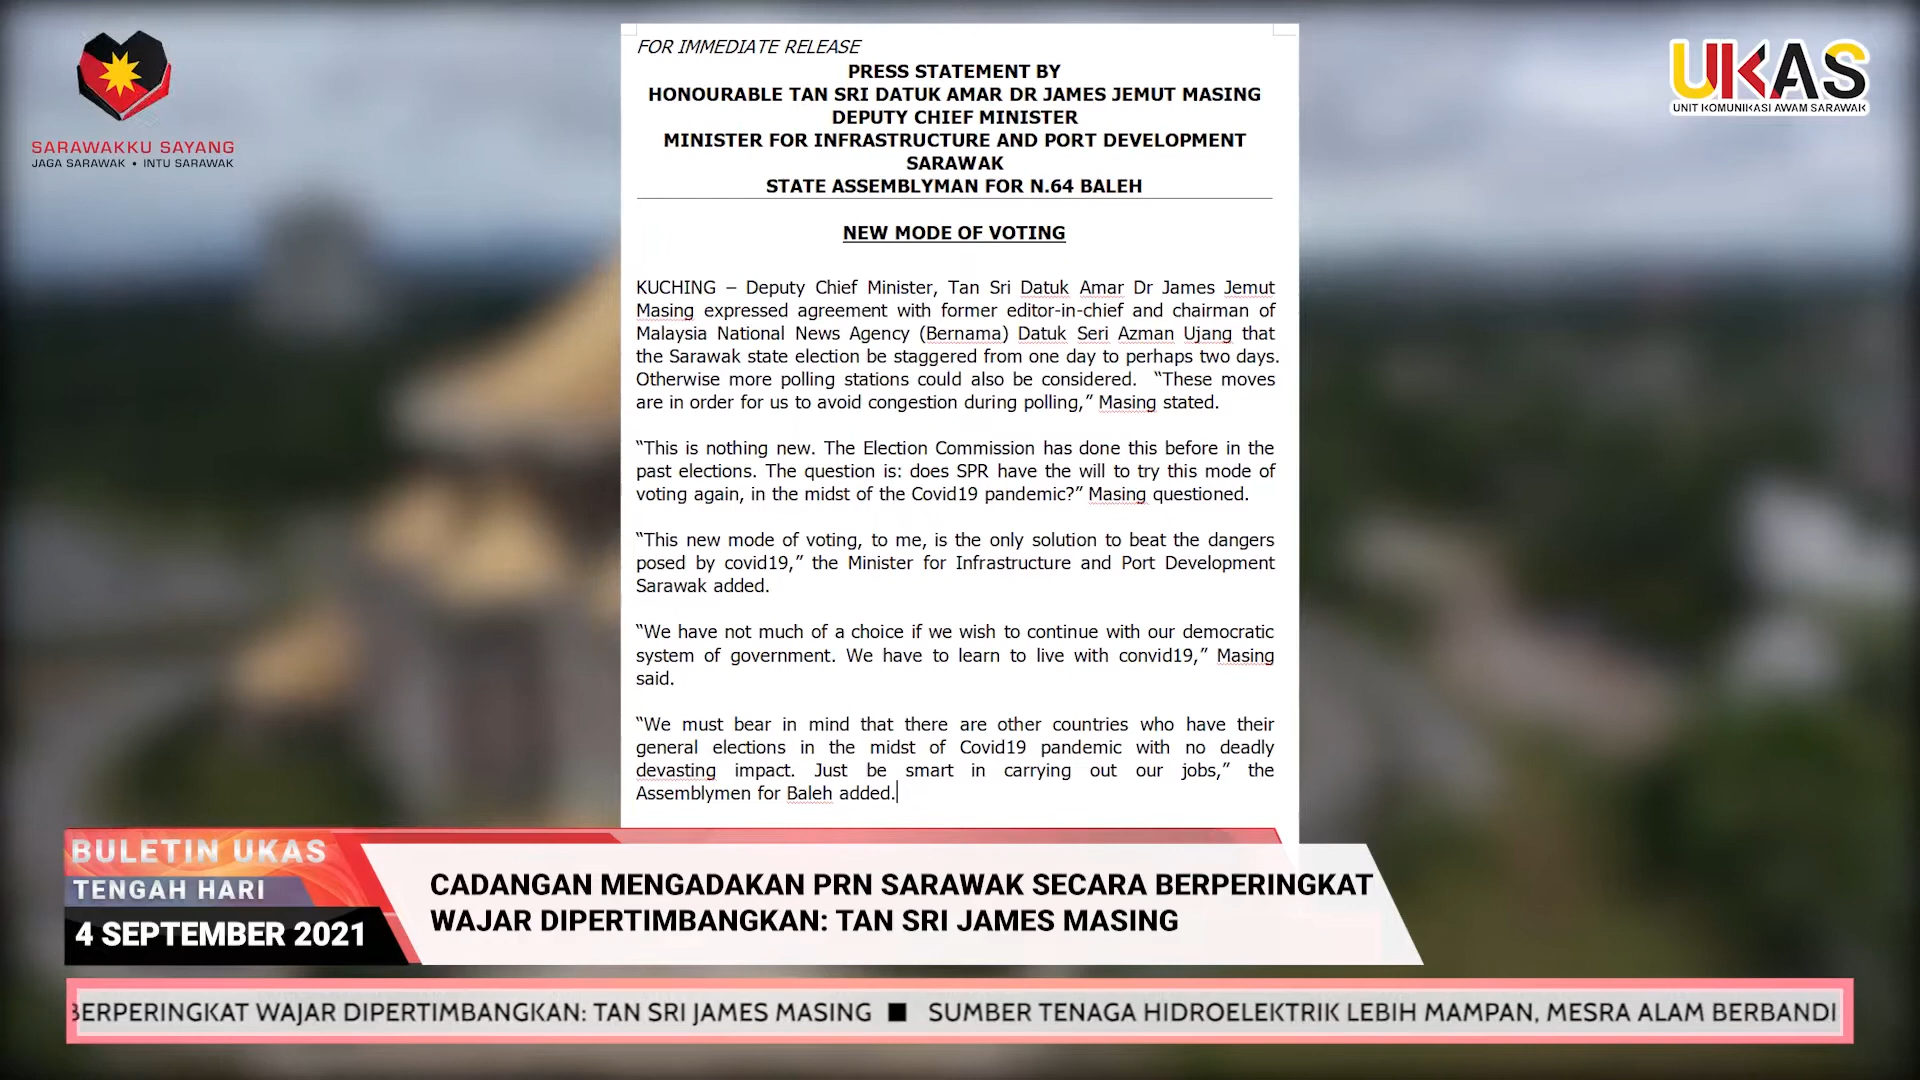 SARAWAKKU SAYANG
JAGA SARAWAK • INTU SARAWAK
UKAS
UNIT KOMUNIKASI AWAM SARAWAK
FOR IMMEDIATE RELEASE
PRESS STATEMENT BY
HONOURABLE TAN SRI DATUK AMAR DR JAMES JEMUT MASING
DEPUTY CHIEF MINISTER
MINISTER FOR INFRASTRUCTURE AND PORT DEVELOPMENT
SARAWAK
STATE ASSEMBLYMAN FOR N.64 BALEH
NEW MODE OF VOTING
KUCHING – Deputy Chief Minister, Tan Sri Datuk Amar Dr James Jemut
Masing expressed agreement with former editor-in-chief and chairman of
Malaysia National News Agency (Bernama) Datuk Seri Azman Ujang that
the Sarawak state election be staggered from one day to perhaps two days.
Otherwise more polling stations could also be considered. “These moves
are in order for us to avoid congestion during polling,” Masing stated.
“This is nothing new. The Election Commission has done this before in the
past elections. The question is: does SPR have the will to try this mode of
voting again, in the midst of the Covid19 pandemic?” Masing questioned.
“This new mode of voting, to me, is the only solution to beat the dangers
posed by covid19,” the Minister for Infrastructure and Port Development
Sarawak added.
“We have not much of a choice if we wish to continue with our democratic
system of government. We have to learn to live with convid19,” Masing
said.
“We must bear in mind that there are other countries who have their
general elections in the midst of Covid19 pandemic with no deadly
devasting impact. Just be smart in carrying out our jobs,” the
Assemblymen for Baleh added.
BULETIN UKAS
TENGAH HARI
4 SEPTEMBER 2021
CADANGAN MENGADAKAN PRN SARAWAK SECARA BERPERINGKAT
WAJAR DIPERTIMBANGKAN: TAN SRI JAMES MASING
BERPERINGKAT WAJAR DIPERTIMBANGKAN: TAN SRI JAMES MASING ■ SUMBER TENAGA HIDROELEKTRIK LEBIH MAMPAN, MESRA ALAM BERBANDI